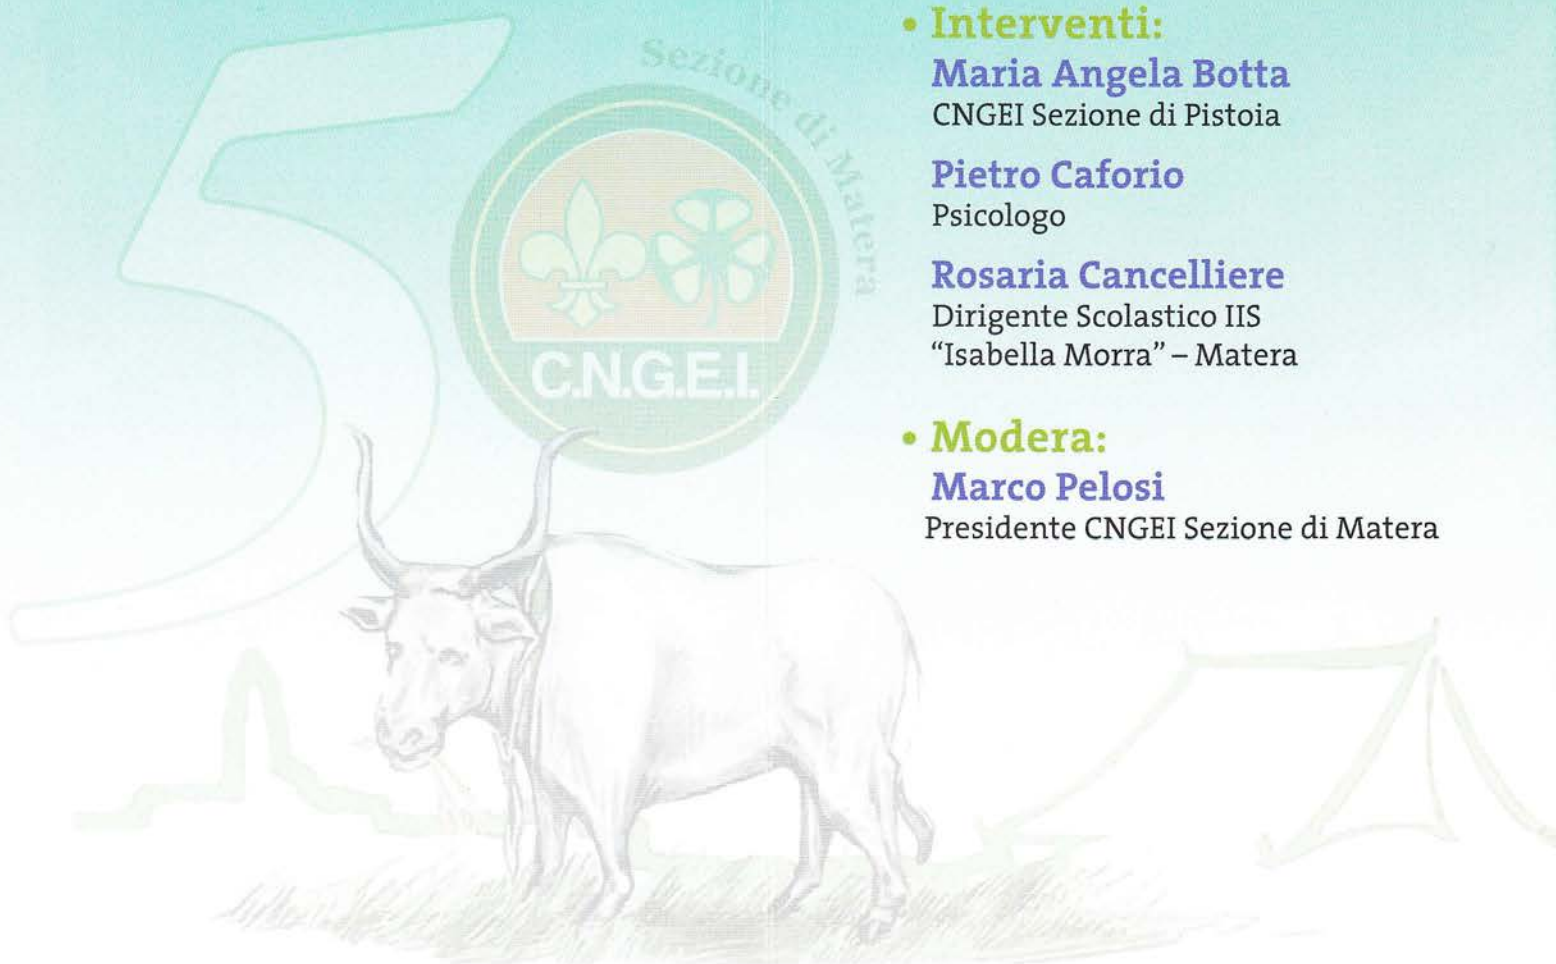 5
Sezione di Matera
C.N.G.E.I.
• Interventi:
Maria Angela Botta
CNGEI Sezione di Pistoia
Pietro Caforio
Psicologo
Rosaria Cancelliere
Dirigente Scolastico IIS
“Isabella Morra” – Matera
• Modera:
Marco Pelosi
Presidente CNGEI Sezione di Matera